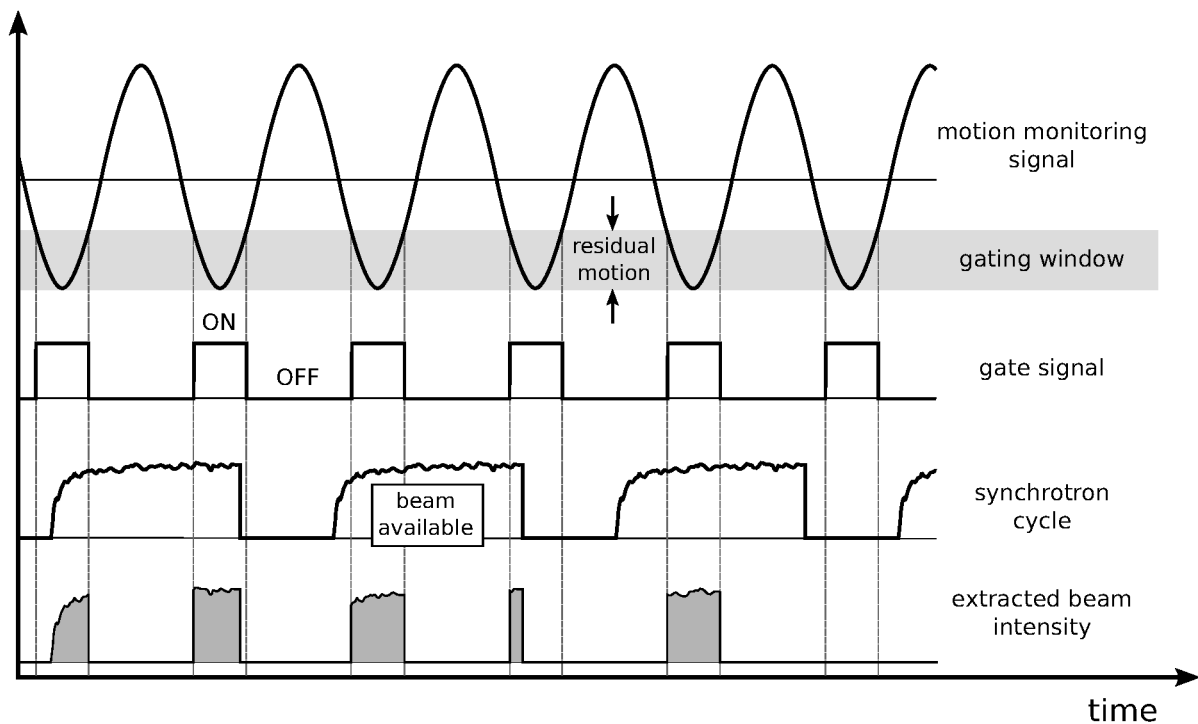 motion monitoring
signal
residual
motion
gating window
ON
OFF
gate signal
beam
available
synchrotron
cycle
extracted beam
intensity
time